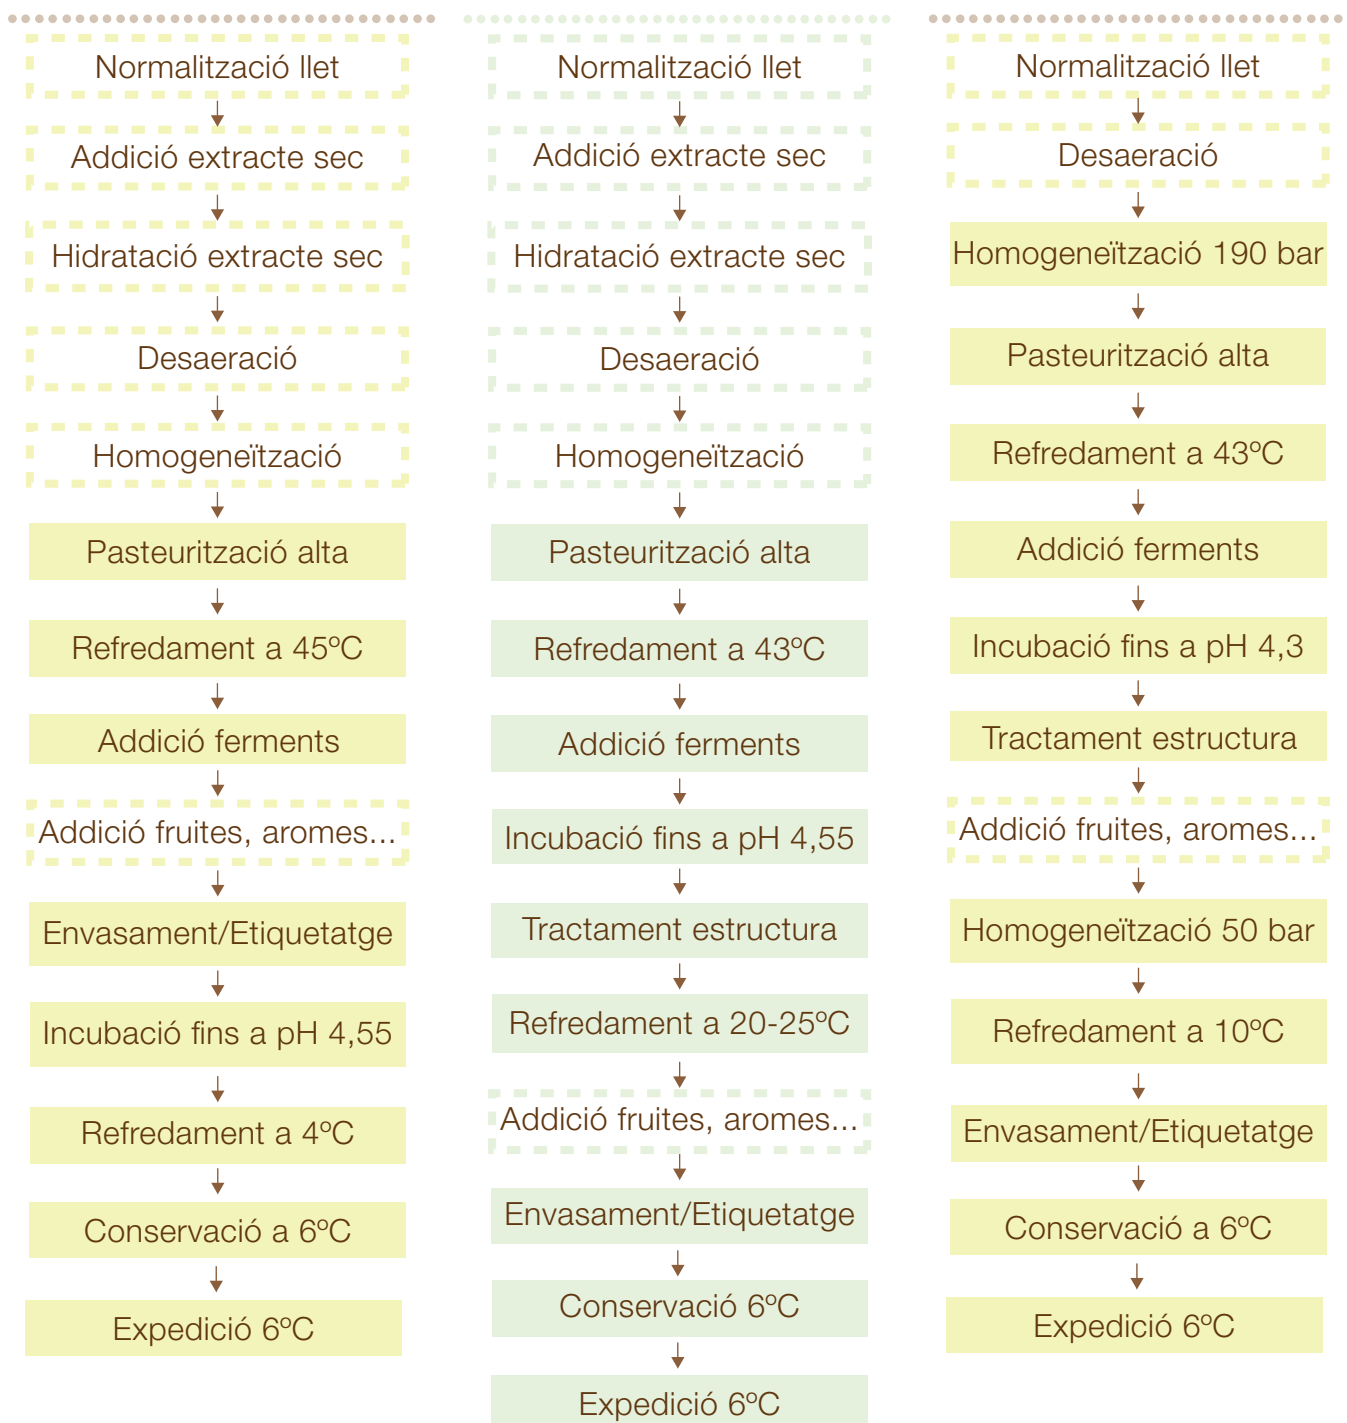 Normalització llet
Addició extracte sec
Hidratació extracte sec
Desaeració
Homogeneïtzació
Pasteurització alta
Refredament a 45ºC
Addició ferments
Addició fruites, aromes...
Envasament/Etiquetatge
Incubació fins a pH 4,55
Refredament a 4ºC
Conservació a 6ºC
Expedició 6ºC
Normalització llet
Addició extracte sec
Hidratació extracte sec
Desaeració
Homogeneïtzació
Pasteurització alta
Refredament a 43ºC
Addició ferments
Incubació fins a pH 4,55
Tractament estructura
Refredament a 20-25ºC
Addició fruites, aromes...
Envasament/Etiquetatge
Conservació 6ºC
Expedició 6ºC
Normalització llet
Desaeració
Homogeneïtzació 190 bar
Pasteurització alta
Refredament a 43ºC
Addició ferments
Incubació fins a pH 4,3
Tractament estructura
Addició fruites, aromes...
Homogeneïtzació 50 bar
Refredament a 10ºC
Envasament/Etiquetatge
Conservació a 6ºC
Expedició 6ºC